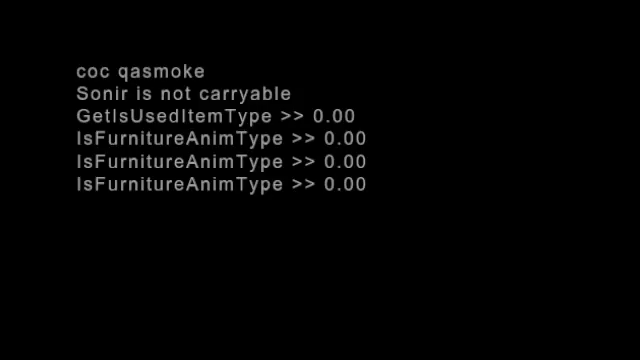 coc qasmoke
Sonir is not carryable
GetIsUsedItemType >> 0.00
IsFurnitureAnimType >> 0.00
IsFurnitureAnimType >> 0.00
IsFurnitureAnimType >> 0.00